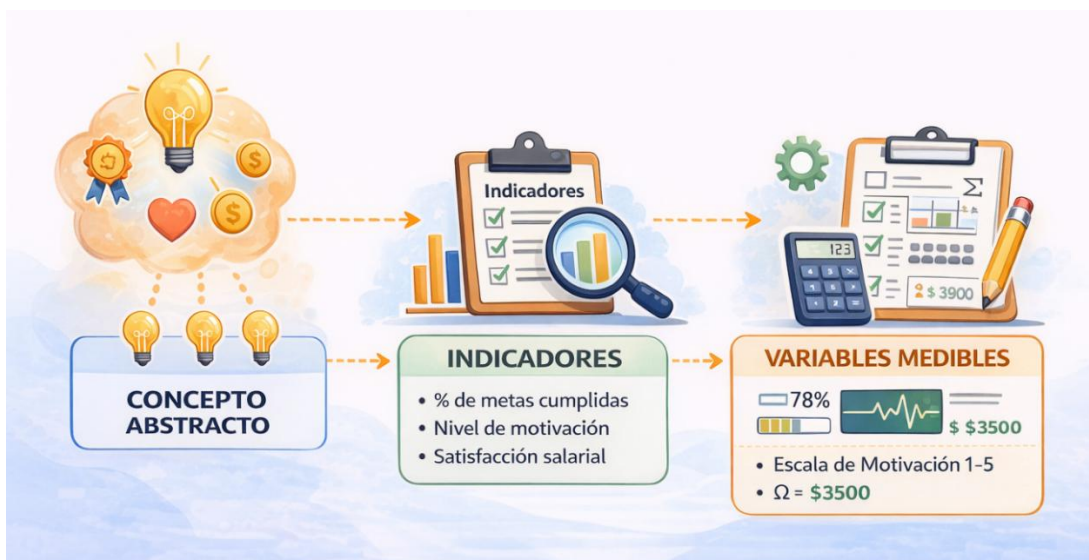 Indicadores
123
Σ
$ 3900
CONCEPTO
ABSTRACTO
INDICADORES
• % de metas cumplidas
• Nivel de motivación
• Satisfacción salarial
VARIABLES MEDIBLES
78%
$ $3500
• Escala de Motivación 1-5
• Ω = $3500